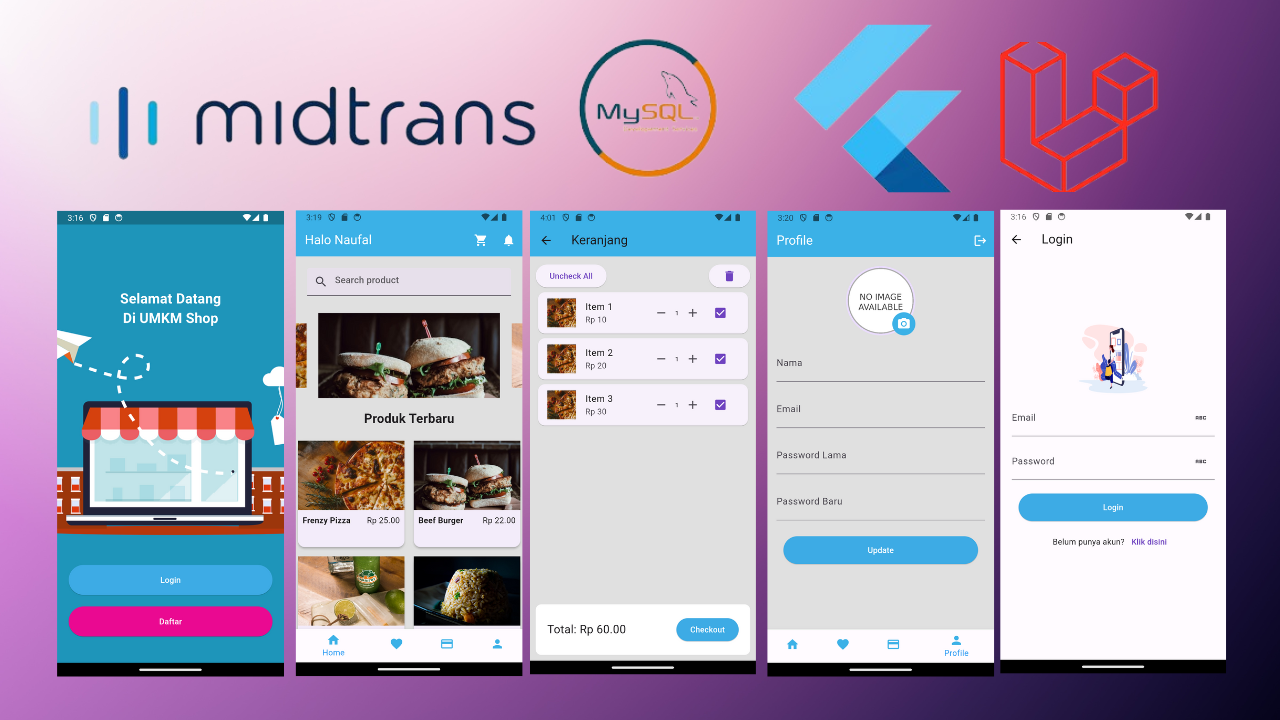 midtrans
MySQL
3:16
Selamat Datang
Di UMKM Shop
Login
Daftar
3:19
Halo Naufal
Search product
Produk Terbaru
Frenzy Pizza Rp 25.00
Beef Burger Rp 22.00
Home
4:01
Keranjang
Uncheck All
Item 1
Rp 10
1
Item 2
Rp 20
1
Item 3
Rp 30
1
Total: Rp 60.00
Checkout
3:20
Profile
NO IMAGE
AVAILABLE
Nama
Email
Password Lama
Password Baru
Update
Profile
3:16
Login
Email
ABC
Password
ABC
Login
Belum punya akun? Klik disini